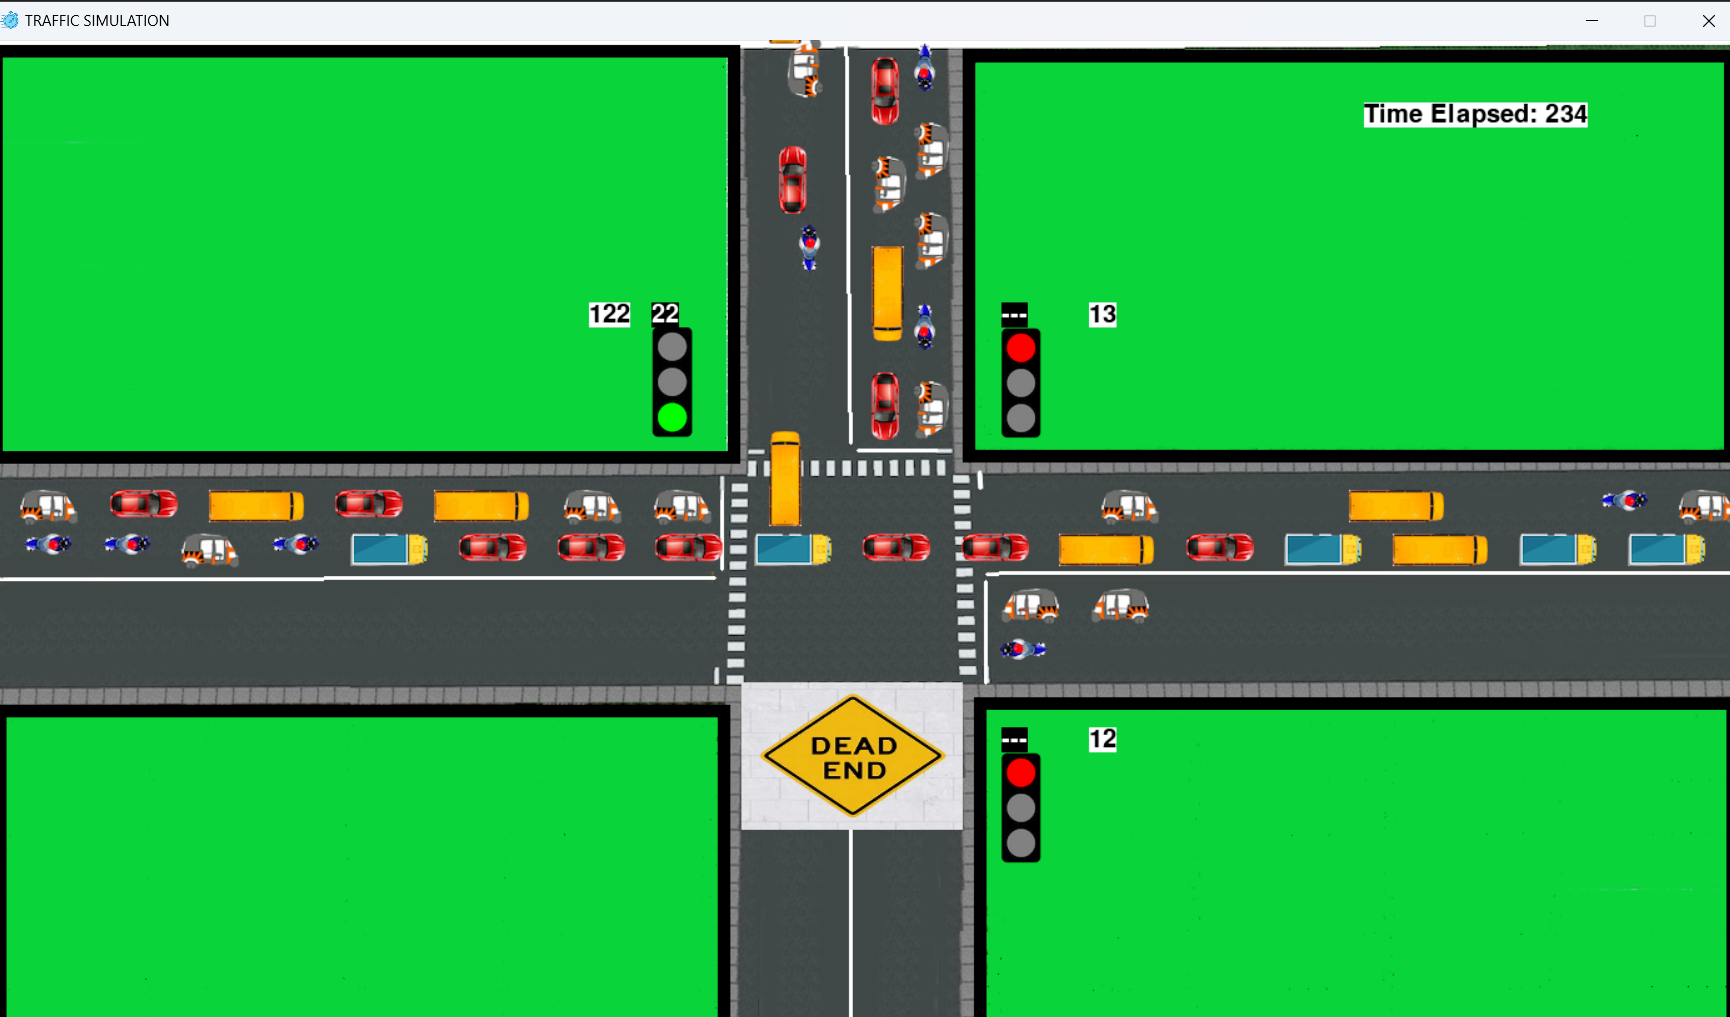 TRAFFIC SIMULATION
Time Elapsed: 234
122 22
--- 13
DEAD
END
--- 12